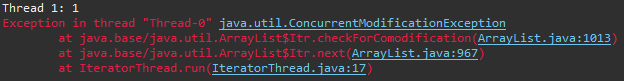 Thread 1: 1
Exception in thread "Thread-0" java.util.ConcurrentModificationException
at java.base/java.util.ArrayList$Itr.checkForComodification(ArrayList.java:1013)
at java.base/java.util.ArrayList$Itr.next(ArrayList.java:967)
at IteratorThread.run(IteratorThread.java:17)